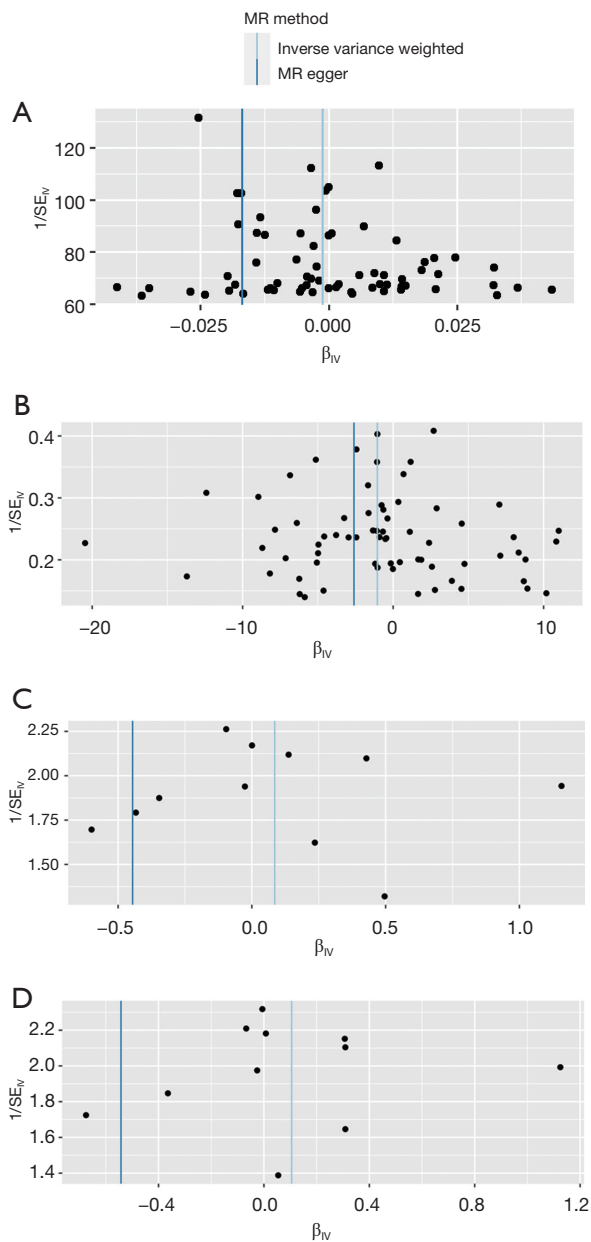 MR method
Inverse variance weighted
MR egger
A
1/SE_IV
120
100
80
60
−0.025 0.000 0.025
β_IV
B
1/SE_IV
0.4
0.3
0.2
−20 −10 0 10
β_IV
C
1/SE_IV
2.25
2.00
1.75
1.50
−0.5 0.0 0.5 1.0
β_IV
D
1/SE_IV
2.2
2.0
1.8
1.6
1.4
−0.4 0.0 0.4 0.8 1.2
β_IV